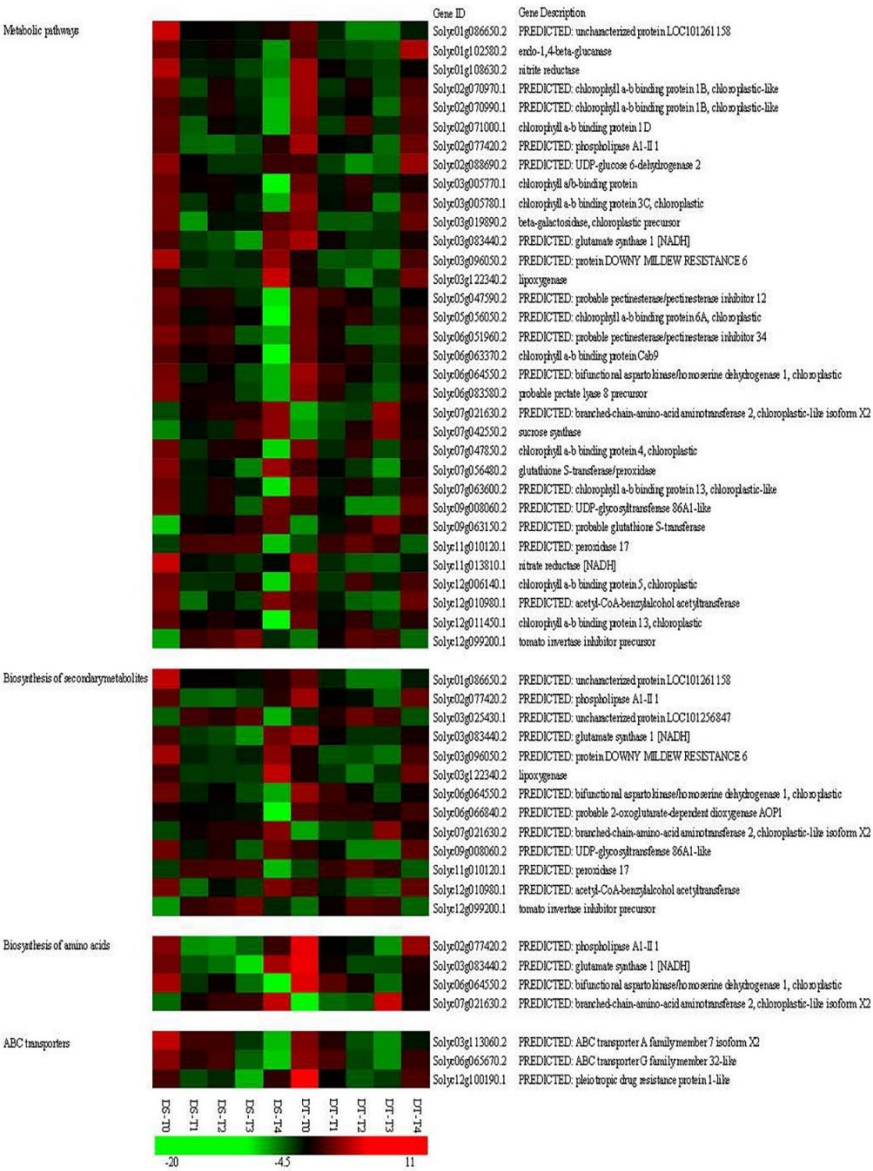 Gene ID Gene Description
Metabolic pathways Solyc01g086650.2 PREDICTED: uncharacterized protein LOC101261158
Solyc01g102580.2 endo-1,4-beta-glucanase
Solyc01g108630.2 nitrite reductase
Solyc02g070970.1 PREDICTED: chlorophyll a-b binding protein 1B, chloroplastic-like
Solyc02g070990.1 PREDICTED: chlorophyll a-b binding protein 1B, chloroplastic-like
Solyc02g071000.1 chlorophyll a-b binding protein 1D
Solyc02g077420.2 PREDICTED: phospholipase A1-II 1
Solyc02g088690.2 PREDICTED: UDP-glucose 6-dehydrogenase 2
Solyc03g005770.1 chlorophyll a/b-binding protein
Solyc03g005780.1 chlorophyll a-b binding protein 3C, chloroplastic
Solyc03g019890.2 beta-galactosidase, chloroplastic precursor
Solyc03g083440.2 PREDICTED: glutamate synthase 1 [NADH]
Solyc03g096050.2 PREDICTED: protein DOWNY MILDEW RESISTANCE 6
Solyc03g122340.2 lipoxygenase
Solyc05g047590.2 PREDICTED: probable pectinesterase/pectinesterase inhibitor 12
Solyc05g056050.2 PREDICTED: chlorophyll a-b binding protein 6A, chloroplastic
Solyc06g051960.2 PREDICTED: probable pectinesterase/pectinesterase inhibitor 34
Solyc06g063370.2 chlorophyll a-b binding protein Cab9
Solyc06g064550.2 PREDICTED: bifunctional aspartokinase/homoserine dehydrogenase 1, chloroplastic
Solyc06g083580.2 probable pectate lyase 8 precursor
Solyc07g021630.2 PREDICTED: branched-chain-amino-acid aminotransferase 2, chloroplastic-like isoform X2
Solyc07g042550.2 sucrose synthase
Solyc07g047850.2 chlorophyll a-b binding protein 4, chloroplastic
Solyc07g056480.2 glutathione S-transferase/peroxidase
Solyc07g063600.2 PREDICTED: chlorophyll a-b binding protein 13, chloroplastic-like
Solyc09g008060.2 PREDICTED: UDP-glycosyltransferase 86A1-like
Solyc09g063150.2 PREDICTED: probable glutathione S-transferase
Solyc11g010120.1 PREDICTED: peroxidase 17
Solyc11g013810.1 nitrate reductase [NADH]
Solyc12g006140.1 chlorophyll a-b binding protein 5, chloroplastic
Solyc12g010980.1 PREDICTED: acetyl-CoA-benzylalcohol acetyltransferase
Solyc12g011450.1 chlorophyll a-b binding protein 13, chloroplastic
Solyc12g099200.1 tomato invertase inhibitor precursor
Biosynthesis of secondarymetabolites Solyc01g086650.2 PREDICTED: uncharacterized protein LOC101261158
Solyc02g077420.2 PREDICTED: phospholipase A1-II 1
Solyc03g025430.1 PREDICTED: uncharacterized protein LOC101256847
Solyc03g083440.2 PREDICTED: glutamate synthase 1 [NADH]
Solyc03g096050.2 PREDICTED: protein DOWNY MILDEW RESISTANCE 6
Solyc03g122340.2 lipoxygenase
Solyc06g064550.2 PREDICTED: bifunctional aspartokinase/homoserine dehydrogenase 1, chloroplastic
Solyc06g066840.2 PREDICTED: probable 2-oxoglutarate-dependent dioxygenase AOP1
Solyc07g021630.2 PREDICTED: branched-chain-amino-acid aminotransferase 2, chloroplastic-like isoform X2
Solyc09g008060.2 PREDICTED: UDP-glycosyltransferase 86A1-like
Solyc11g010120.1 PREDICTED: peroxidase 17
Solyc12g010980.1 PREDICTED: acetyl-CoA-benzylalcohol acetyltransferase
Solyc12g099200.1 tomato invertase inhibitor precursor
Biosynthesis of amino acids Solyc02g077420.2 PREDICTED: phospholipase A1-II 1
Solyc03g083440.2 PREDICTED: glutamate synthase 1 [NADH]
Solyc06g064550.2 PREDICTED: bifunctional aspartokinase/homoserine dehydrogenase 1, chloroplastic
Solyc07g021630.2 PREDICTED: branched-chain-amino-acid aminotransferase 2, chloroplastic-like isoform X2
ABC transporters Solyc03g113060.2 PREDICTED: ABC transporter A family member 7 isoform X2
Solyc06g065670.2 PREDICTED: ABC transporter G family member 32-like
Solyc12g100190.1 PREDICTED: pleiotropic drug resistance protein 1-like
DS-T0 DS-T1 DS-T2 DS-T3 DS-T4 DT-T0 DT-T1 DT-T2 DT-T3 DT-T4
-20 -4.5 11